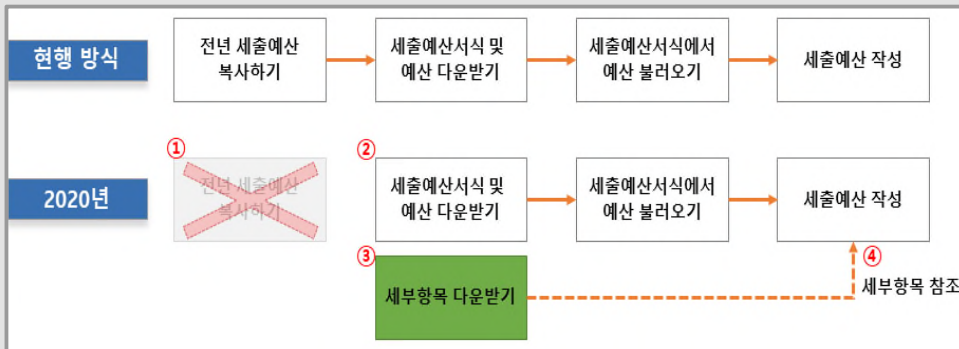 현행 방식
전년 세출예산
복사하기
세출예산서식 및
예산 다운받기
세출예산서식에서
예산 불러오기
세출예산 작성
2020년
①
전년 세출예산
복사하기
②
세출예산서식 및
예산 다운받기
세출예산서식에서
예산 불러오기
세출예산 작성
③
세부항목 다운받기
④
세부항목 참조